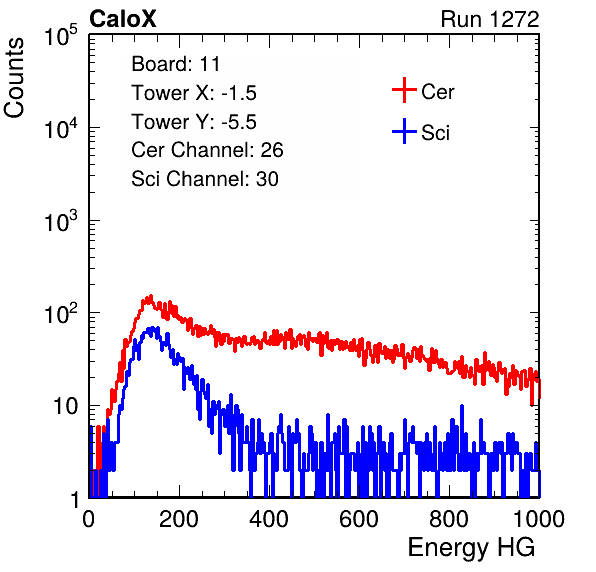 CaloX Run 1272
Counts
10^5
10^4
10^3
10^2
10
1
Board: 11
Tower X: -1.5
Tower Y: -5.5
Cer Channel: 26
Sci Channel: 30
Cer
Sci
0 200 400 600 800 1000
Energy HG